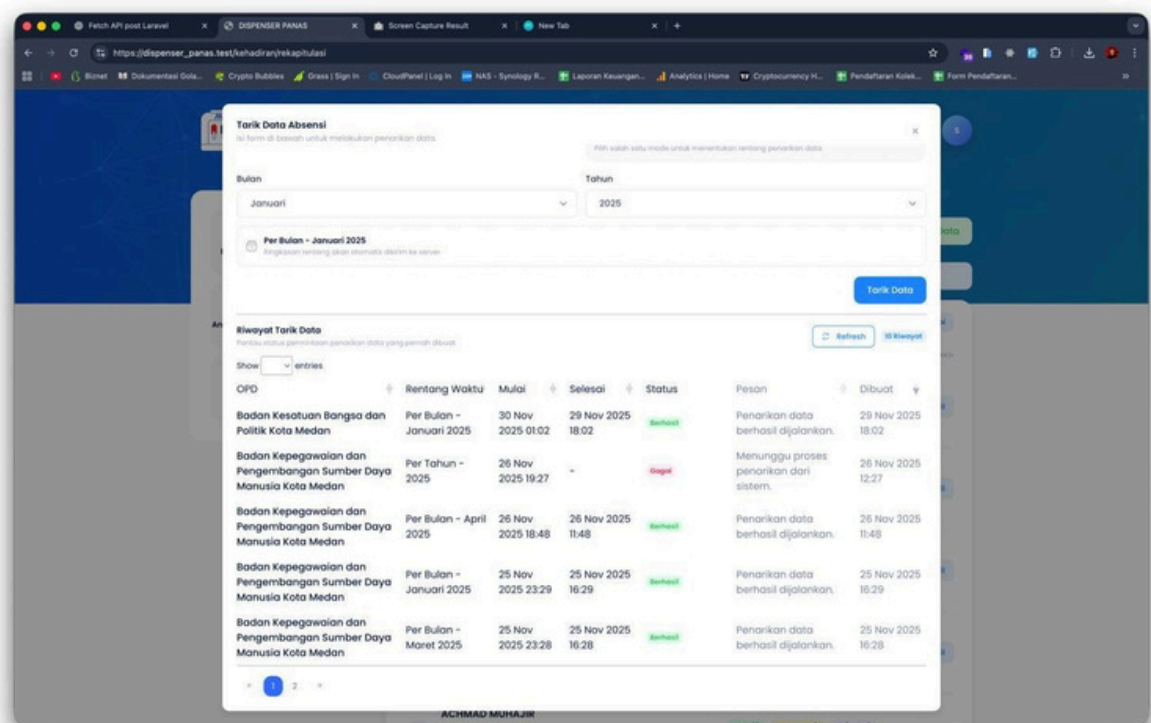 Fetch API post Laravel
DISPENSER PANAS
Screen Capture Result
New Tab
https://dispenser_panas.test/kehadiran/rekapitulasi
Biznet
Dokumentasi Gola...
Crypto Bubbles
Grass | Sign In
CloudPanel | Log In
NAS - Synology R...
Laporan Keuangan...
Analytics | Home
Cryptocurrency H...
Pendaftaran Kolek...
Form Pendaftaran...
Tarik Data Absensi
Isi form di bawah untuk melakukan penarikan data.
Pilih salah satu mode untuk menentukan rentang penarikan data
S
Bulan
Tahun
Januari
2025
Per Bulan - Januari 2025
Ringkasan rentang akan otomatis dikirim ke server.
Tarik Data
Riwayat Tarik Data
Pantau status permintaan penarikan data yang pernah dibuat.
Refresh
Riwayat
Show entries
OPD Rentang Waktu Mulai Selesai Status Pesan Dibuat
Badan Kesatuan Bangsa dan Per Bulan - 30 Nov 29 Nov 2025 Berhasil Penarikan data 29 Nov 2025
Politik Kota Medan Januari 2025 2025 01:02 18:02 berhasil dijalankan. 18:02
Badan Kepegawaian dan Per Tahun - 26 Nov - Gagal Menunggu proses 26 Nov 2025
Pengembangan Sumber Daya 2025 2025 19:27 penarikan dari 12:27
Manusia Kota Medan sistem.
Badan Kepegawaian dan Per Bulan - April 26 Nov 26 Nov 2025 Berhasil Penarikan data 26 Nov 2025
Pengembangan Sumber Daya 2025 2025 18:48 11:48 berhasil dijalankan. 11:48
Manusia Kota Medan
Badan Kepegawaian dan Per Bulan - 25 Nov 25 Nov 2025 Berhasil Penarikan data 25 Nov 2025
Pengembangan Sumber Daya Januari 2025 2025 23:29 16:29 berhasil dijalankan. 16:29
Manusia Kota Medan
Badan Kepegawaian dan Per Bulan - 25 Nov 25 Nov 2025 Berhasil Penarikan data 25 Nov 2025
Pengembangan Sumber Daya Maret 2025 2025 23:28 16:28 berhasil dijalankan. 16:28
Manusia Kota Medan
« 1 2 »
ACHMAD MUHAJIR